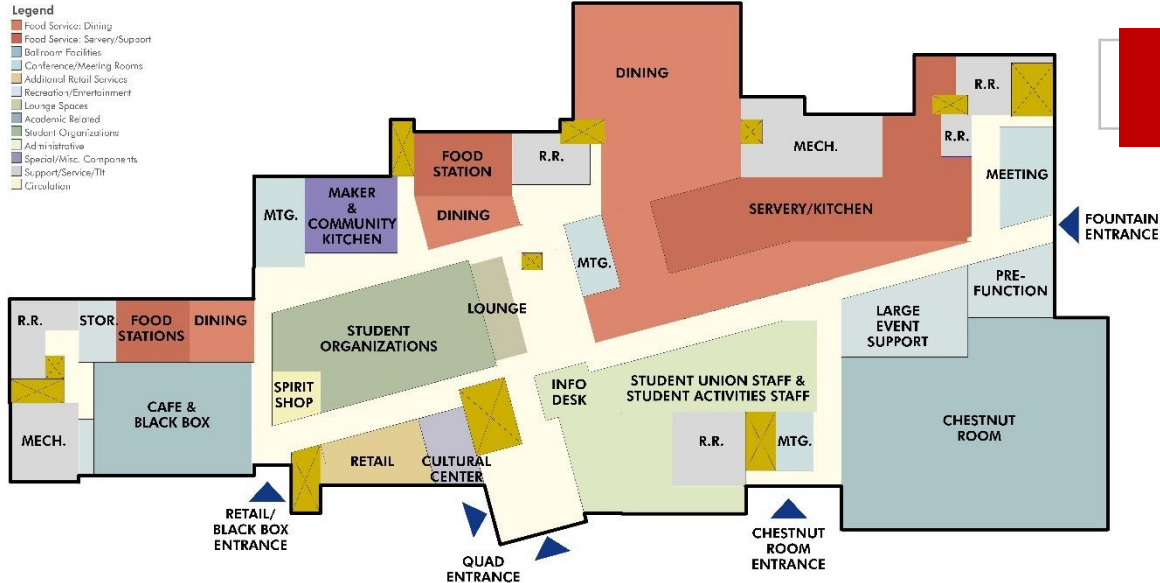 Legend
Food Service: Dining
Food Service: Servery/Support
Ballroom Facilities
Conference/Meeting Rooms
Additonal Retail Services
Recreation/Entertainment
Lounge Spaces
Academic Related
Student Organizations
Administrative
Special/Misc. Components
Support/Service/Tlt
Circulation
DINING
R.R.
R.R.
MECH.
MEETING
FOOD
STATION
R.R.
MTG.
MAKER
&
COMMUNITY
KITCHEN
DINING
SERVERY/KITCHEN
FOUNTAIN
ENTRANCE
MTG.
PRE-
FUNCTION
R.R.
STOR.
FOOD
STATIONS
DINING
LOUNGE
STUDENT
ORGANIZATIONS
LARGE
EVENT
SUPPORT
SPIRIT
SHOP
INFO
DESK
STUDENT UNION STAFF &
STUDENT ACTIVITIES STAFF
CAFE &
BLACK BOX
CHESTNUT
ROOM
MECH.
RETAIL
CULTURAL
CENTER
R.R.
MTG.
RETAIL/
BLACK BOX
ENTRANCE
QUAD
ENTRANCE
CHESTNUT
ROOM
ENTRANCE